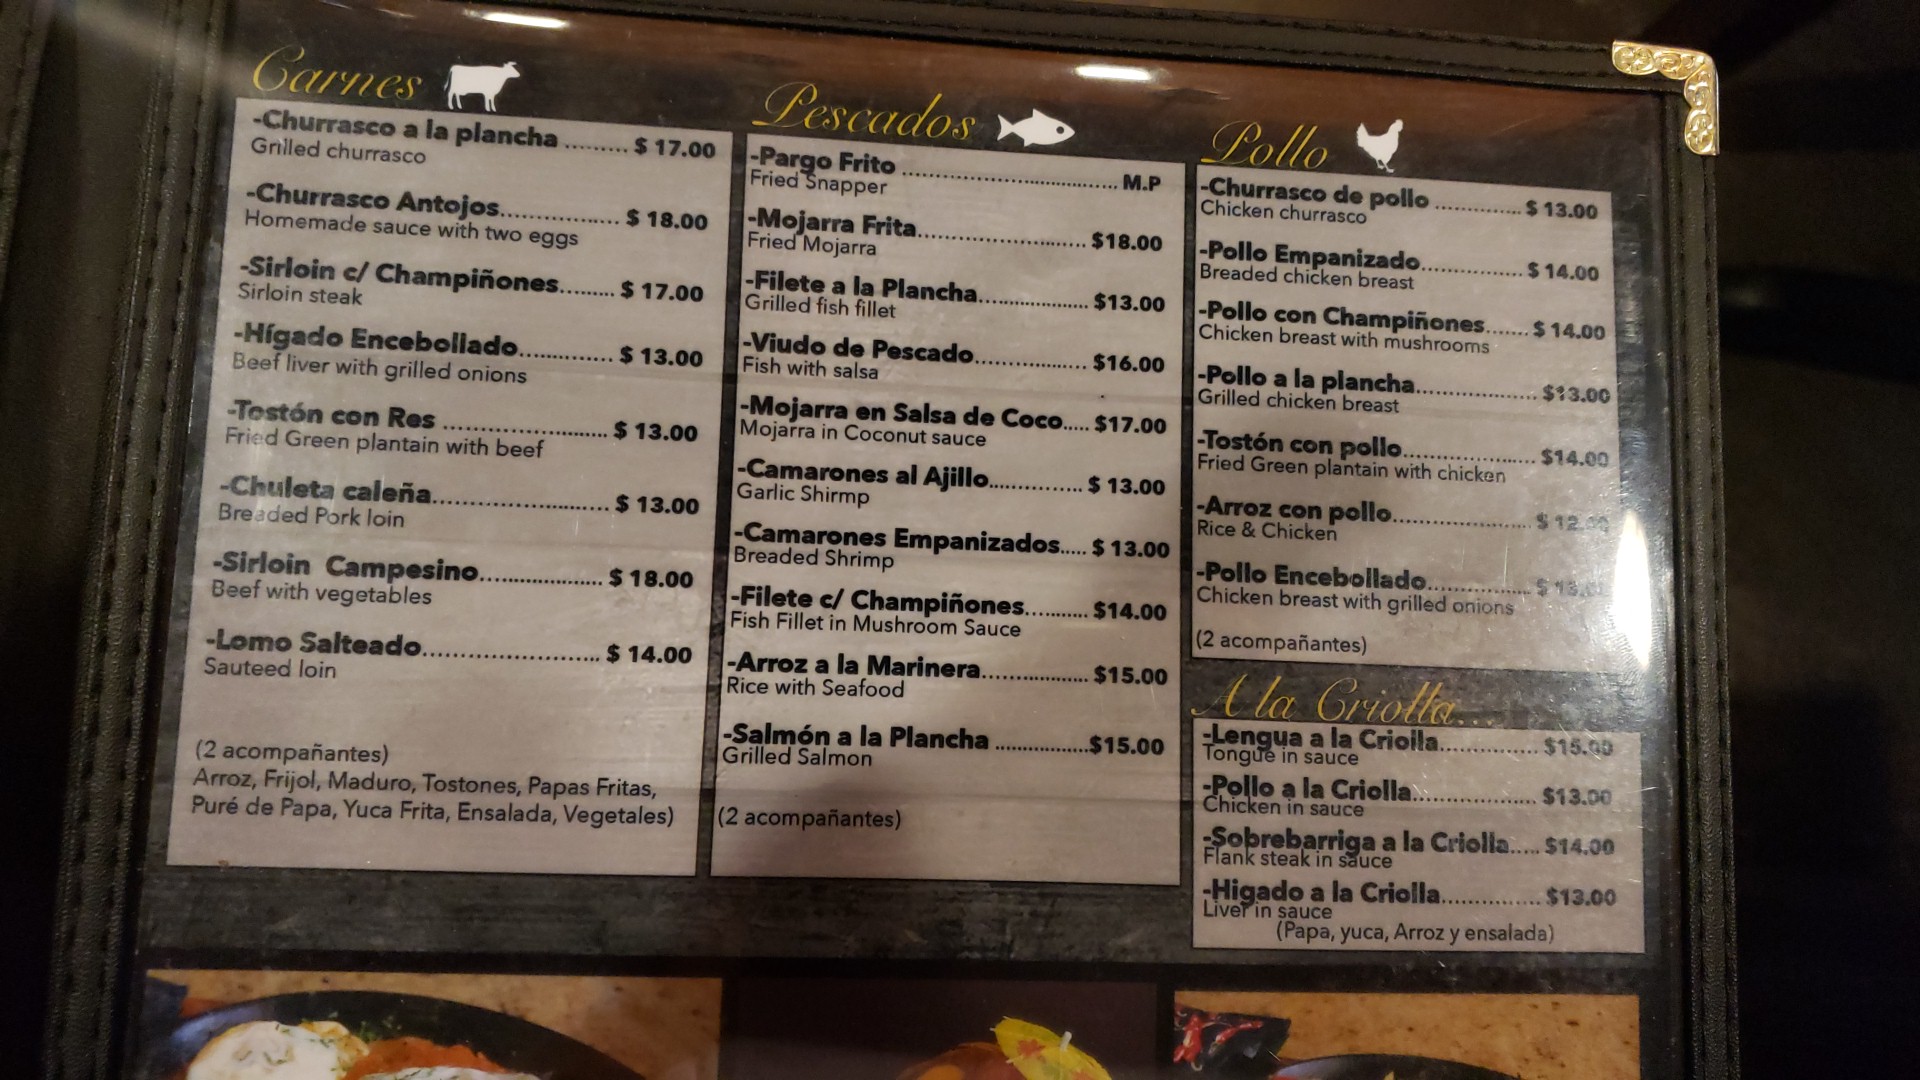 Carnes
-Churrasco a la plancha ......... $ 17.00
Grilled churrasco
-Churrasco Antojos................. $ 18.00
Homemade sauce with two eggs
-Sirloin c/ Champiñones......... $ 17.00
Sirloin steak
-Hígado Encebollado.............. $ 13.00
Beef liver with grilled onions
-Tostón con Res ........................ $ 13.00
Fried Green plantain with beef
-Chuleta caleña......................... $ 13.00
Breaded Pork loin
-Sirloin Campesino.................... $ 18.00
Beef with vegetables
-Lomo Salteado.......................... $ 14.00
Sauteed loin
(2 acompañantes)
Arroz, Frijol, Maduro, Tostones, Papas Fritas,
Puré de Papa, Yuca Frita, Ensalada, Vegetales)
Pescados
-Pargo Frito .................................... M.P
Fried Snapper
-Mojarra Frita............................ $18.00
Fried Mojarra
-Filete a la Plancha.................. $13.00
Grilled fish fillet
-Viudo de Pescado.................. $16.00
Fish with salsa
-Mojarra en Salsa de Coco..... $17.00
Mojarra in Coconut sauce
-Camarones al Ajillo............... $ 13.00
Garlic Shirmp
-Camarones Empanizados..... $ 13.00
Breaded Shrimp
-Filete c/ Champiñones.......... $14.00
Fish Fillet in Mushroom Sauce
-Arroz a la Marinera................. $15.00
Rice with Seafood
-Salmón a la Plancha .................$15.00
Grilled Salmon
(2 acompañantes)
Pollo
-Churrasco de pollo .............. $ 13.00
Chicken churrasco
-Pollo Empanizado................ $ 14.00
Breaded chicken breast
-Pollo con Champiñones....... $ 14.00
Chicken breast with mushrooms
-Pollo a la plancha.................... $13.00
Grilled chicken breast
-Tostón con pollo...................... $14.00
Fried Green plantain with chicken
-Arroz con pollo....................... $ 12.00
Rice & Chicken
-Pollo Encebollado................. $ 13.00
Chicken breast with grilled onions
(2 acompañantes)
A la Criolla...
-Lengua a la Criolla................ $15.00
Tongue in sauce
-Pollo a la Criolla.................... $13.00
Chicken in sauce
-Sobrebarriga a la Criolla..... $14.00
Flank steak in sauce
-Higado a la Criolla................ $13.00
Liver in sauce
(Papa, yuca, Arroz y ensalada)